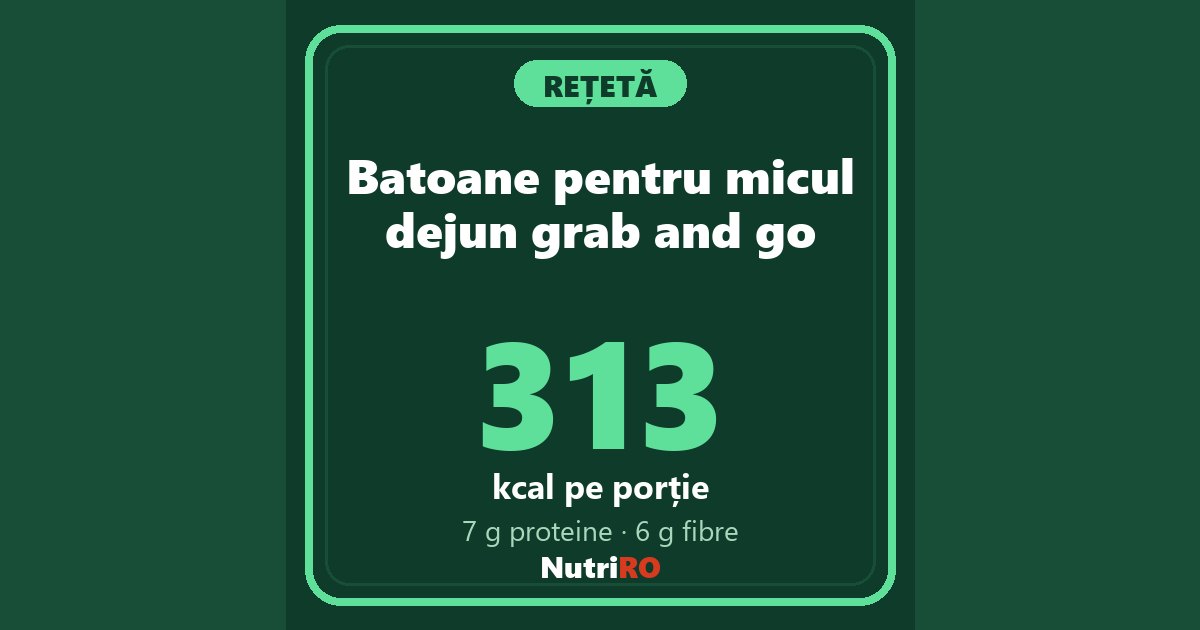 REȚETĂ
Batoane pentru micul
dejun grab and go
313
kcal pe porție
7 g proteine · 6 g fibre
NutriRO